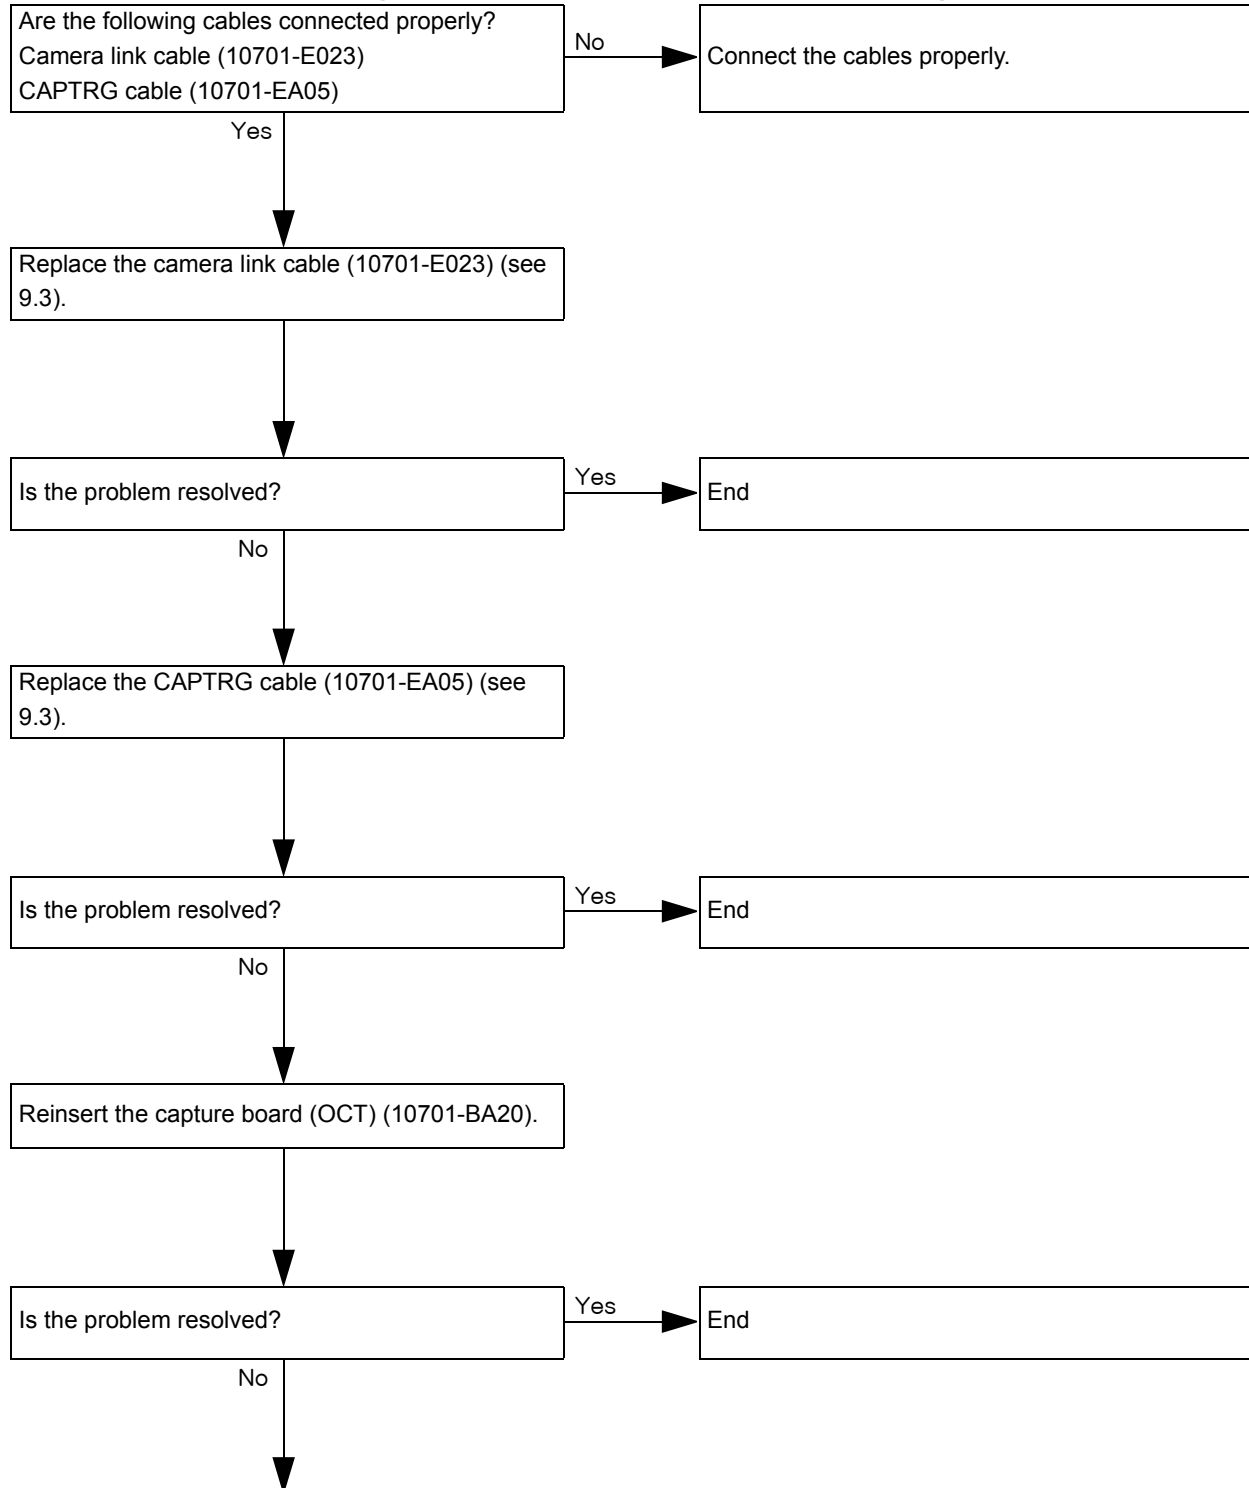 Are the following cables connected properly?
Camera link cable (10701-E023)
CAPTRG cable (10701-EA05)
No
Connect the cables properly.
Yes
Replace the camera link cable (10701-E023) (see
9.3).
Is the problem resolved?
Yes
End
No
Replace the CAPTRG cable (10701-EA05) (see
9.3).
Is the problem resolved?
Yes
End
No
Reinsert the capture board (OCT) (10701-BA20).
Is the problem resolved?
Yes
End
No